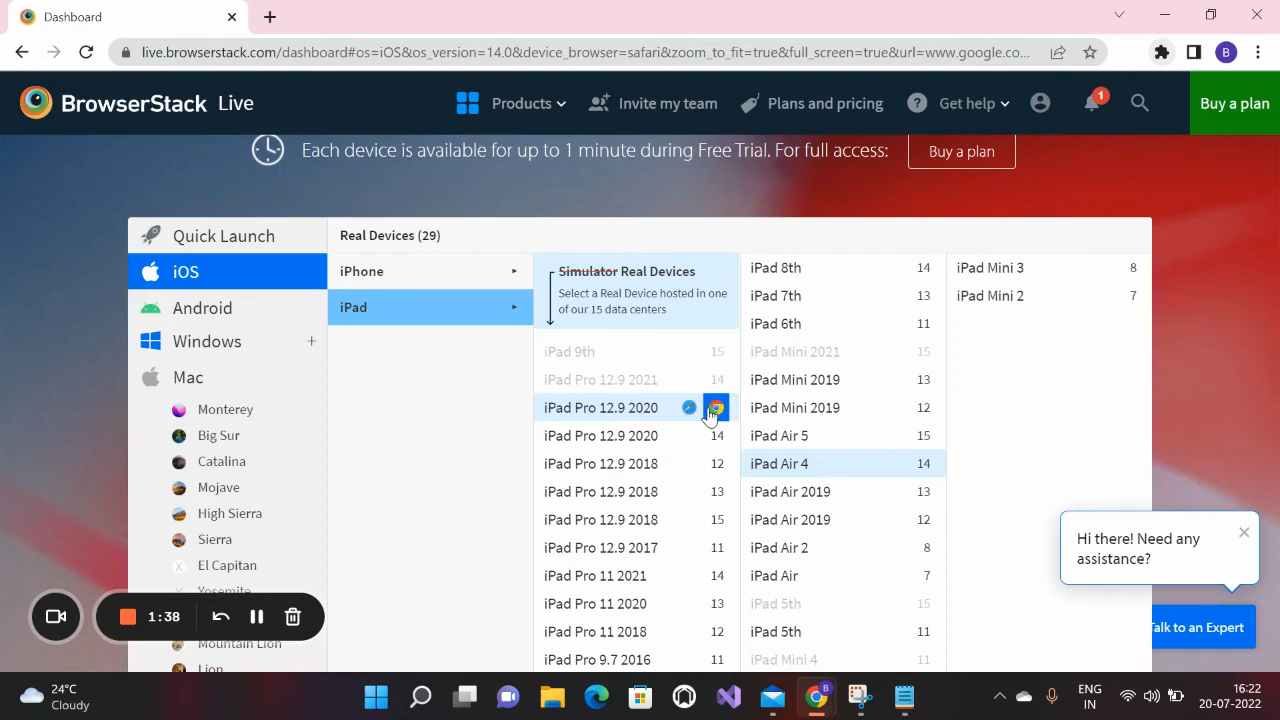 Dashboard
live.browserstack.com/dashboard#os=iOS&os_version=14.0&device_browser=safari&zoom_to_fit=true&full_screen=true&url=www.google.co...
B
BrowserStack Live
Products
Invite my team
Plans and pricing
Get help
1
Buy a plan
Each device is available for up to 1 minute during Free Trial. For full access:
Buy a plan
Quick Launch
iOS
Android
Windows +
Mac
Monterey
Big Sur
Catalina
Mojave
High Sierra
Sierra
El Capitan
Yosemite
Mountain Lion
Lion
Real Devices (29)
iPhone
iPad
Simulator Real Devices
Select a Real Device hosted in one
of our 15 data centers
iPad 9th 15
iPad Pro 12.9 2021 14
iPad Pro 12.9 2020
iPad Pro 12.9 2020 14
iPad Pro 12.9 2018 12
iPad Pro 12.9 2018 13
iPad Pro 12.9 2018 15
iPad Pro 12.9 2017 11
iPad Pro 11 2021 14
iPad Pro 11 2020 13
iPad Pro 11 2018 12
iPad Pro 9.7 2016 11
iPad 8th 14
iPad 7th 13
iPad 6th 11
iPad Mini 2021 15
iPad Mini 2019 13
iPad Mini 2019 12
iPad Air 5 15
iPad Air 4 14
iPad Air 2019 13
iPad Air 2019 12
iPad Air 2 8
iPad Air 7
iPad 5th 15
iPad 5th 11
iPad Mini 4 11
iPad Mini 3 8
iPad Mini 2 7
Hi there! Need any
assistance?
Talk to an Expert
1:38
24°C
Cloudy
B
ENG
IN
16:22
20-07-2022